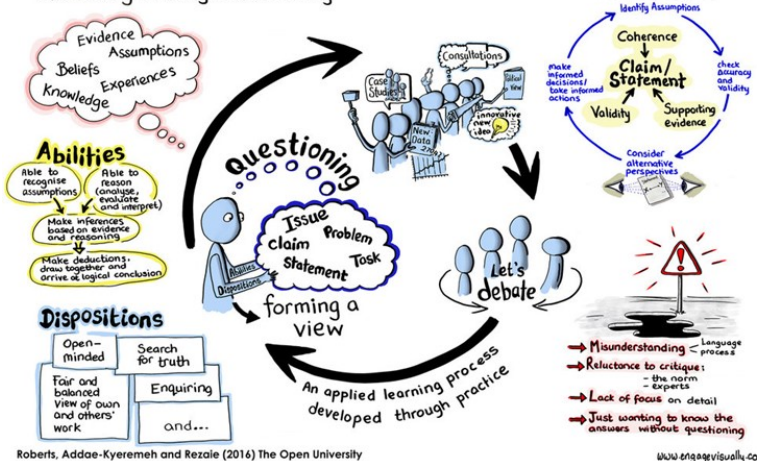 Evidence
Assumptions
Beliefs
Experiences
Knowledge
Abilities
Able to
recognise
assumptions
Able to
reason
(analyse,
evaluate
and interpret)
Make inferences
based on evidence
and reasoning
Make deductions,
draw together and
arrive at logical conclusion
Dispositions
Open-
minded
Search
for truth
Fair and
balanced
view of own
and others'
work
Enquiring
and...
Questioning
Issue
Problem
Claim
Statement
Task
Abilities
Dispositions
forming a
view
Case
Studies
Consultations
New
Data
innovative
new
idea
Let's
debate
An applied learning process
developed through practice
Identify Assumptions
check
accuracy
and
validity
Consider
alternative
perspectives
make
informed
decisions/
take informed
actions
Coherence
Claim/
Statement
Validity
Supporting
evidence
!
Misunderstanding
Language
process
Reluctance to critique:
- the norm
- experts
Lack of focus on detail
Just wanting to know the
answers without questioning
Roberts, Addae-Kyeremeh and Rezaie (2016) The Open University